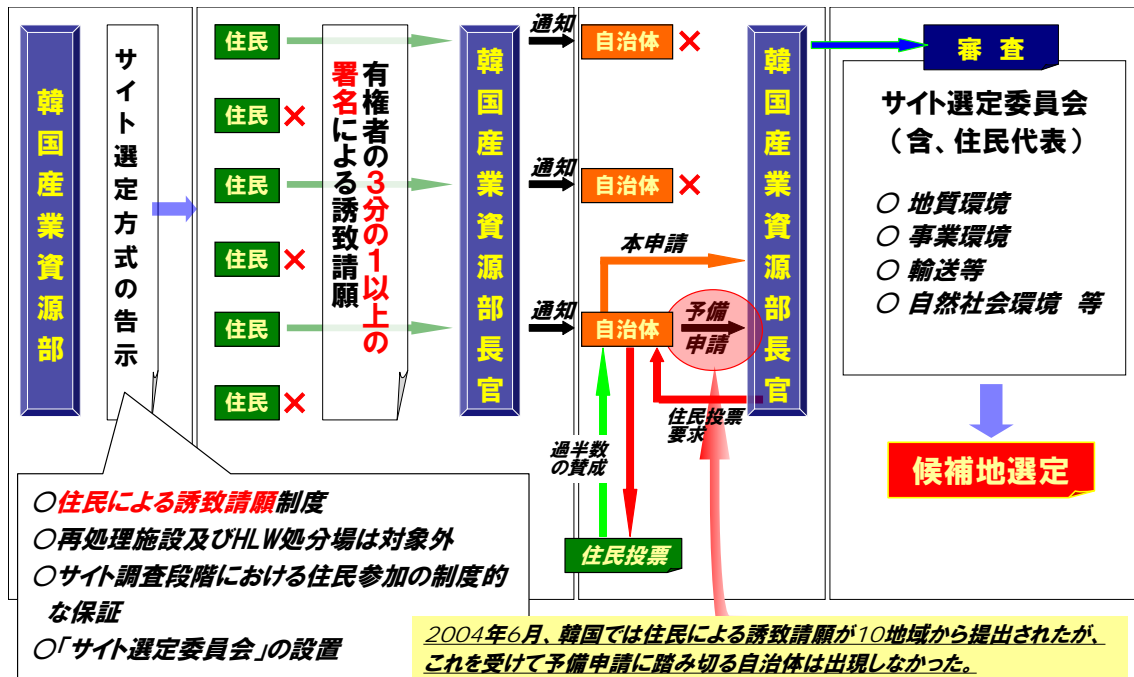 韓国産業資源部
サイト選定方式の告示
住民
住民
×
住民
住民
×
住民
住民
×
有権者の3分の1以上の
署名による誘致請願
韓国産業資源部長官
通知
自治体
×
通知
自治体
×
通知
自治体
本申請
予備
申請
住民投票
要求
過半数
の賛成
住民投票
韓国産業資源部長官
審査
サイト選定委員会
（含、住民代表）
○ 地質環境
○ 事業環境
○ 輸送等
○ 自然社会環境 等
候補地選定
○住民による誘致請願制度
○再処理施設及びHLW処分場は対象外
○サイト調査段階における住民参加の制度的
な保証
○「サイト選定委員会」の設置
2004年6月、韓国では住民による誘致請願が10地域から提出されたが、
これを受けて予備申請に踏み切る自治体は出現しなかった。